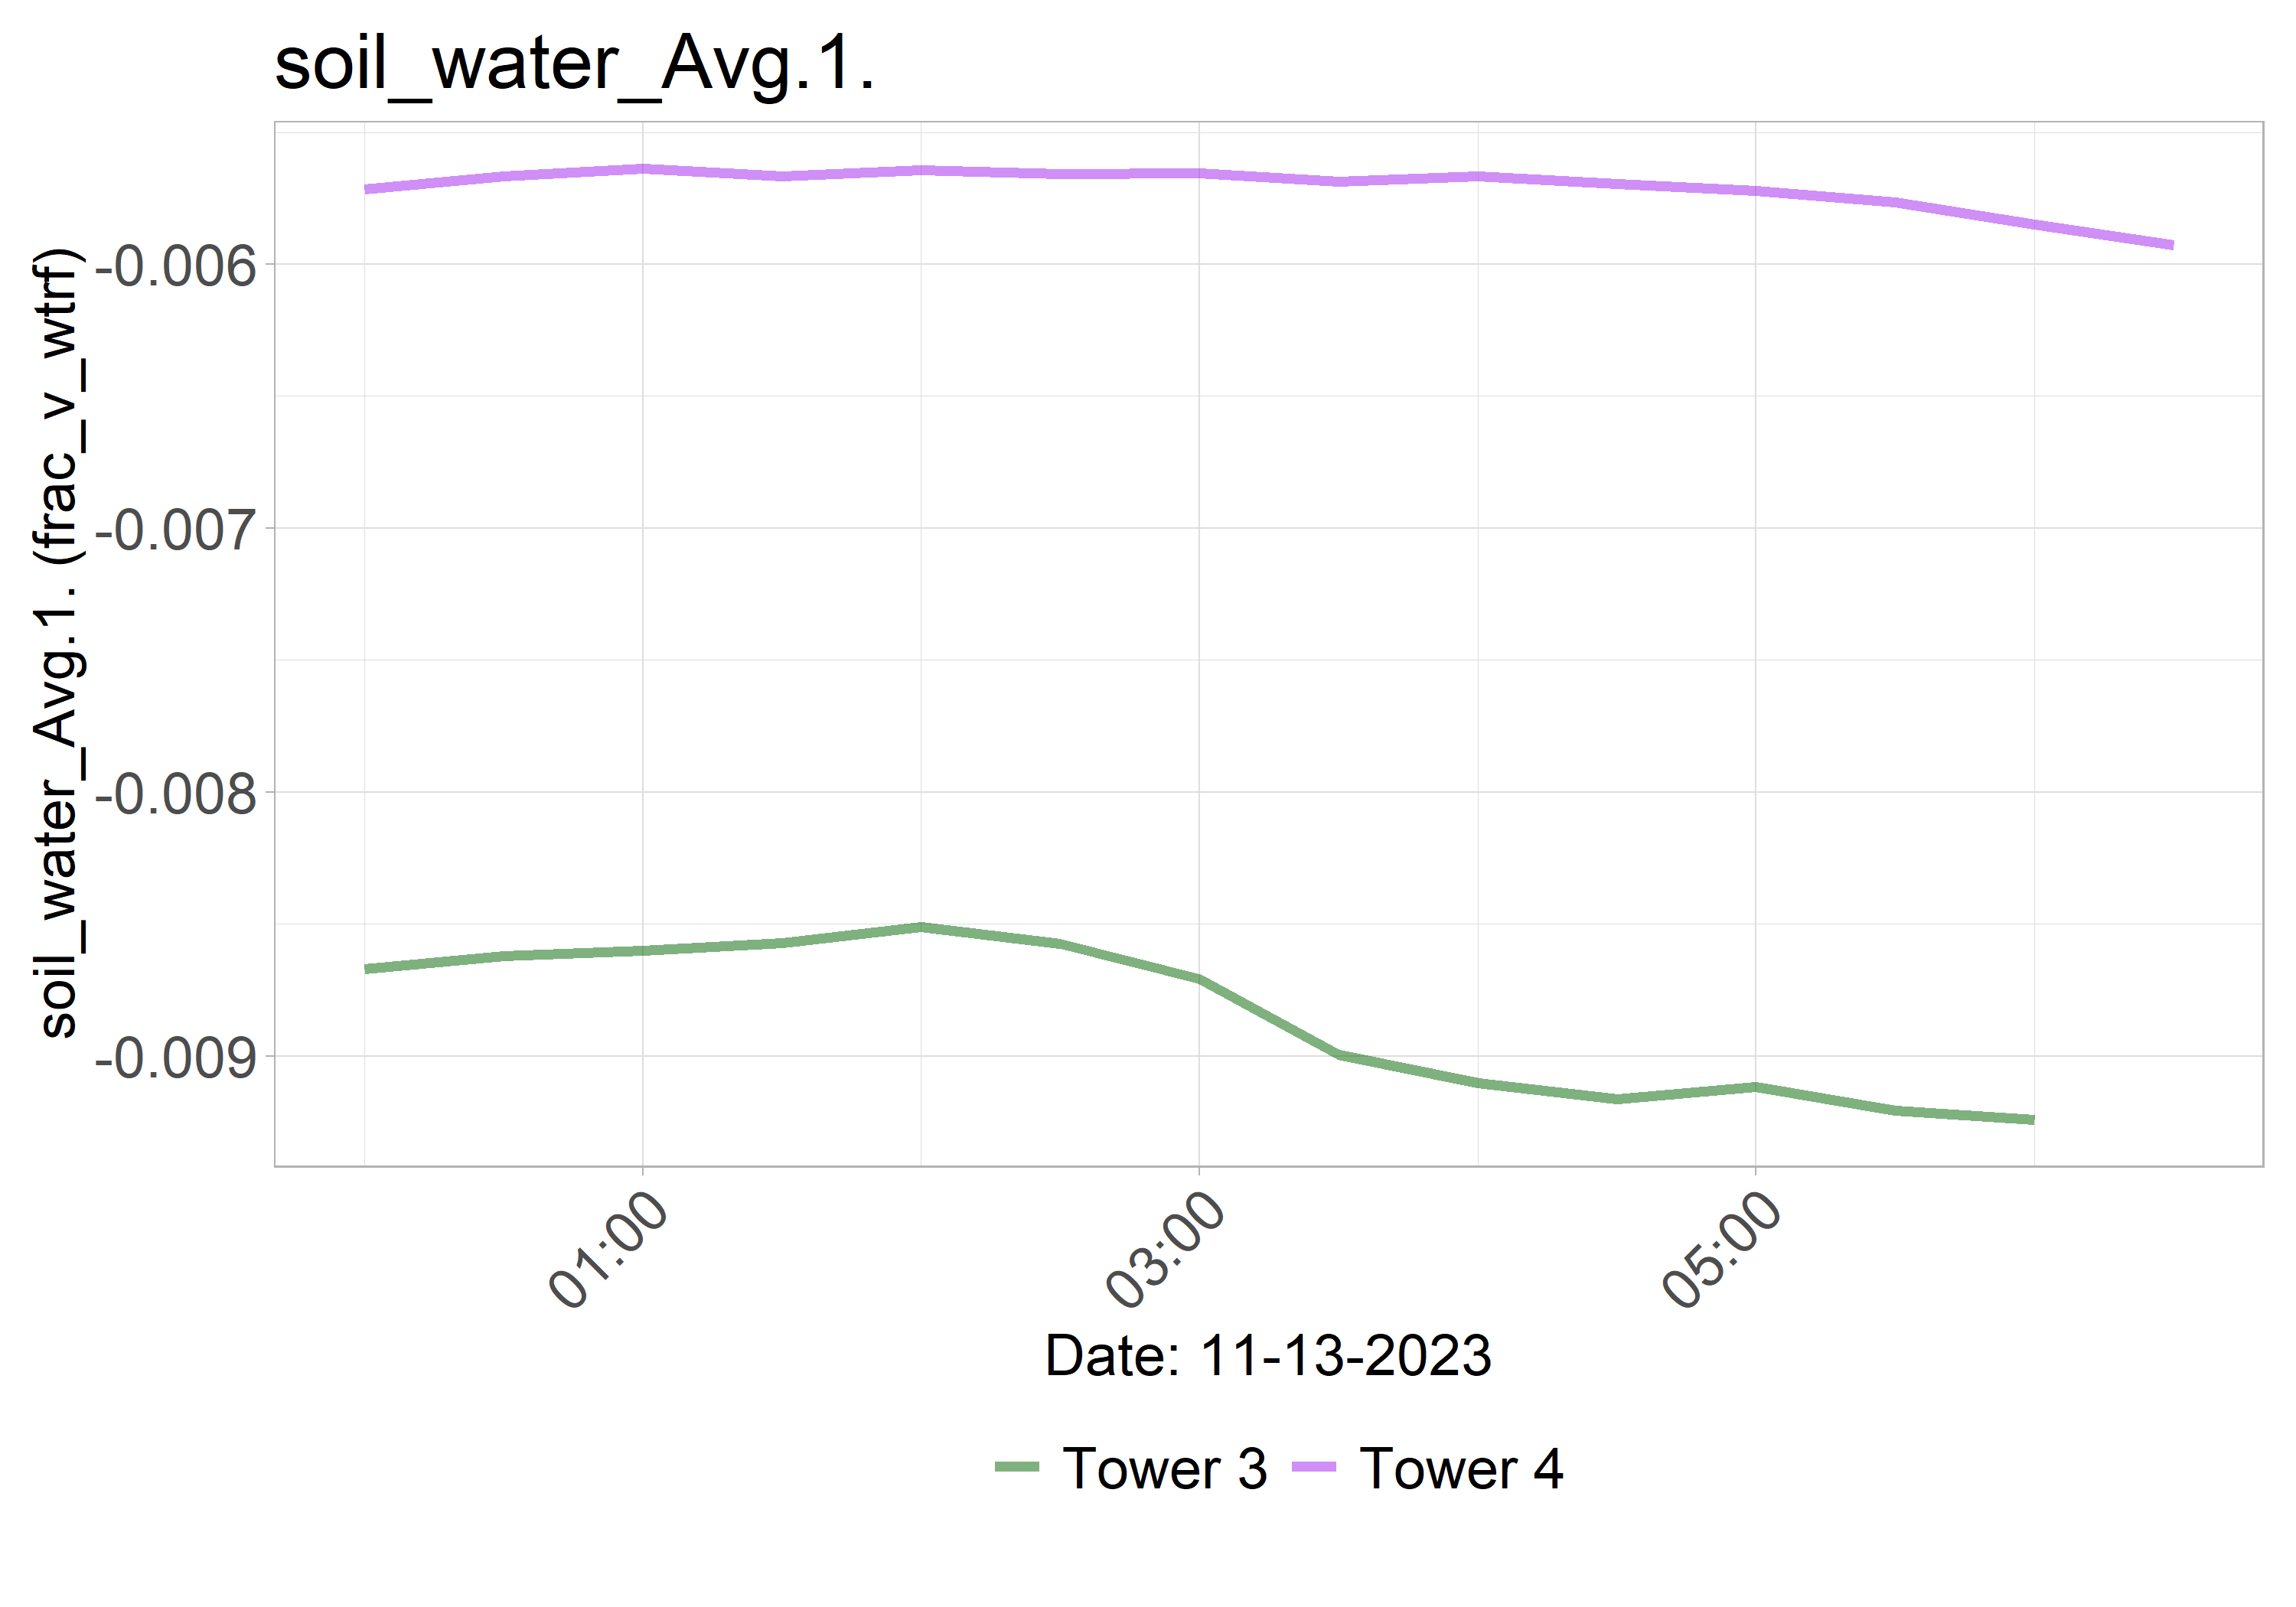 soil_water_Avg.1.
soil_water_Avg.1. (frac_v_wtrf)
-0.006
-0.007
-0.008
-0.009
01:00
03:00
05:00
Date: 11-13-2023
Tower 3
Tower 4